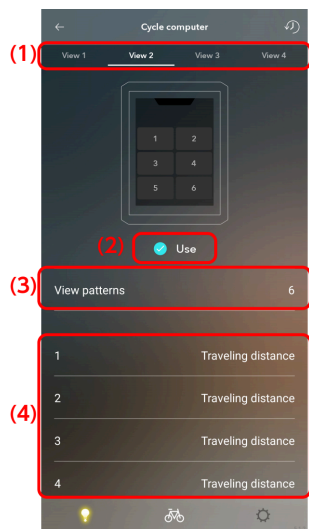 Cycle computer
(1)
View 1 View 2 View 3 View 4
1 2
3 4
5 6
(2) Use
(3) View patterns 6
1 Traveling distance
2 Traveling distance
(4)
3 Traveling distance
4 Traveling distance